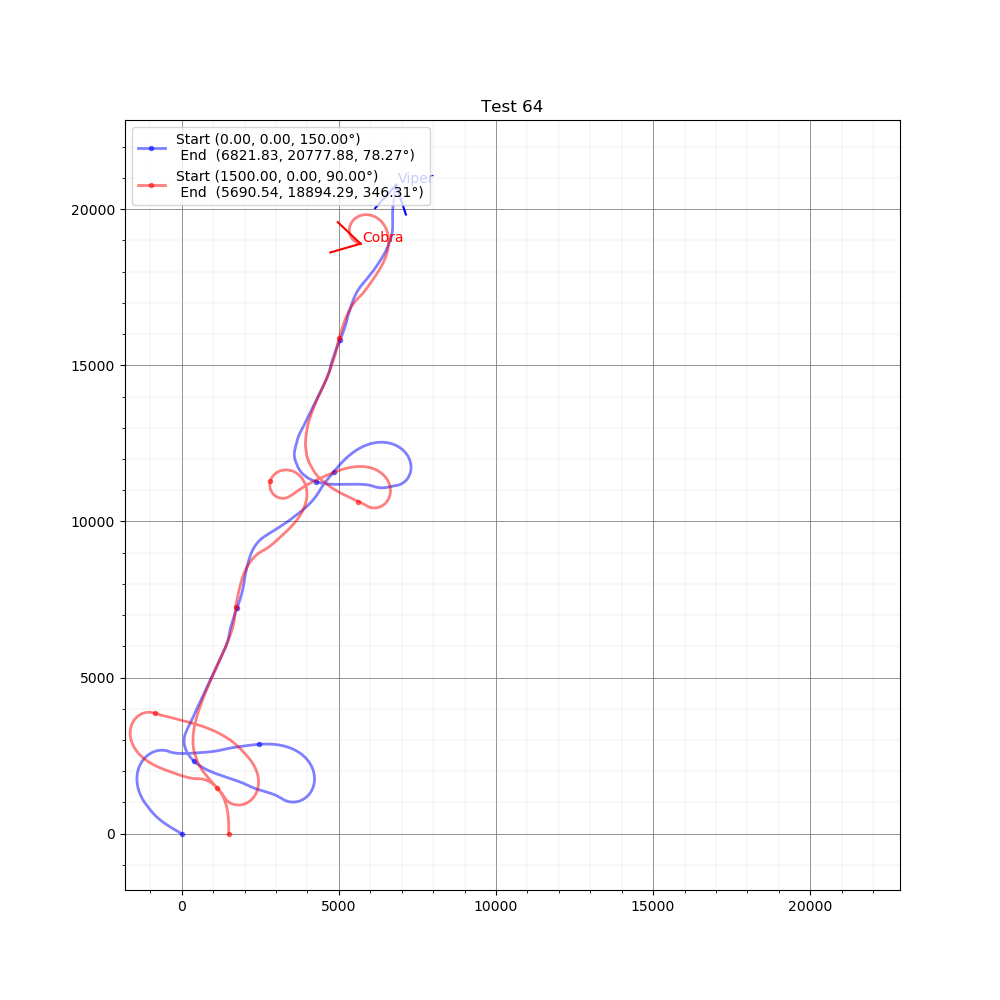 Test 64
Start (0.00, 0.00, 150.00°)
End (6821.83, 20777.88, 78.27°)
Start (1500.00, 0.00, 90.00°)
End (5690.54, 18894.29, 346.31°)
Viper
Cobra
20000
15000
10000
5000
0
0 5000 10000 15000 20000